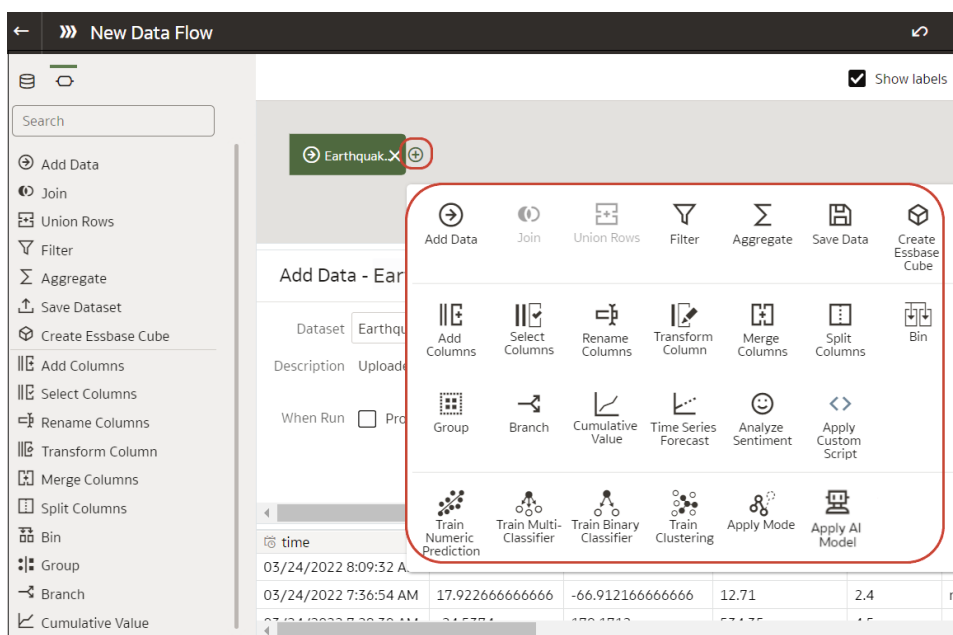 New Data Flow
Show labels
Search
Add Data
Join
Union Rows
Filter
Aggregate
Save Dataset
Create Essbase Cube
Add Columns
Select Columns
Rename Columns
Transform Column
Merge Columns
Split Columns
Bin
Group
Branch
Cumulative Value
Earthquak..
Add Data
Join
Union Rows
Filter
Aggregate
Save Data
Create
Essbase
Cube
Add
Columns
Select
Columns
Rename
Columns
Transform
Column
Merge
Columns
Split
Columns
Bin
Group
Branch
Cumulative
Value
Time Series
Forecast
Analyze
Sentiment
Apply
Custom
Script
Train
Numeric
Prediction
Train Multi-
Classifier
Train Binary
Classifier
Train
Clustering
Apply Mode
Apply AI
Model
Add Data - Ear
Dataset Earthqu
Description Uploade
When Run Pro
time
03/24/2022 8:09:32 A
03/24/2022 7:36:54 AM 17.922666666666 -66.912166666666 12.71 2.4